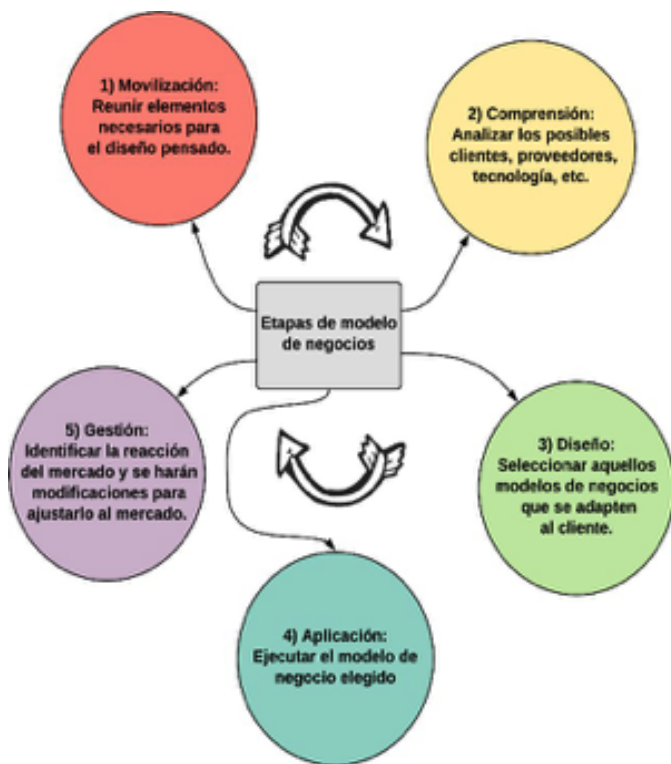 1) Movilización:
Reunir elementos
necesarios para
el diseño pensado.
2) Comprensión:
Analizar los posibles
clientes, proveedores,
tecnología, etc.
Etapas de modelo
de negocios
3) Diseño:
Seleccionar aquellos
modelos de negocios
que se adapten
al cliente.
5) Gestión:
Identificar la reacción
del mercado y se harán
modificaciones para
ajustarlo al mercado.
4) Aplicación:
Ejecutar el modelo de
negocio elegido